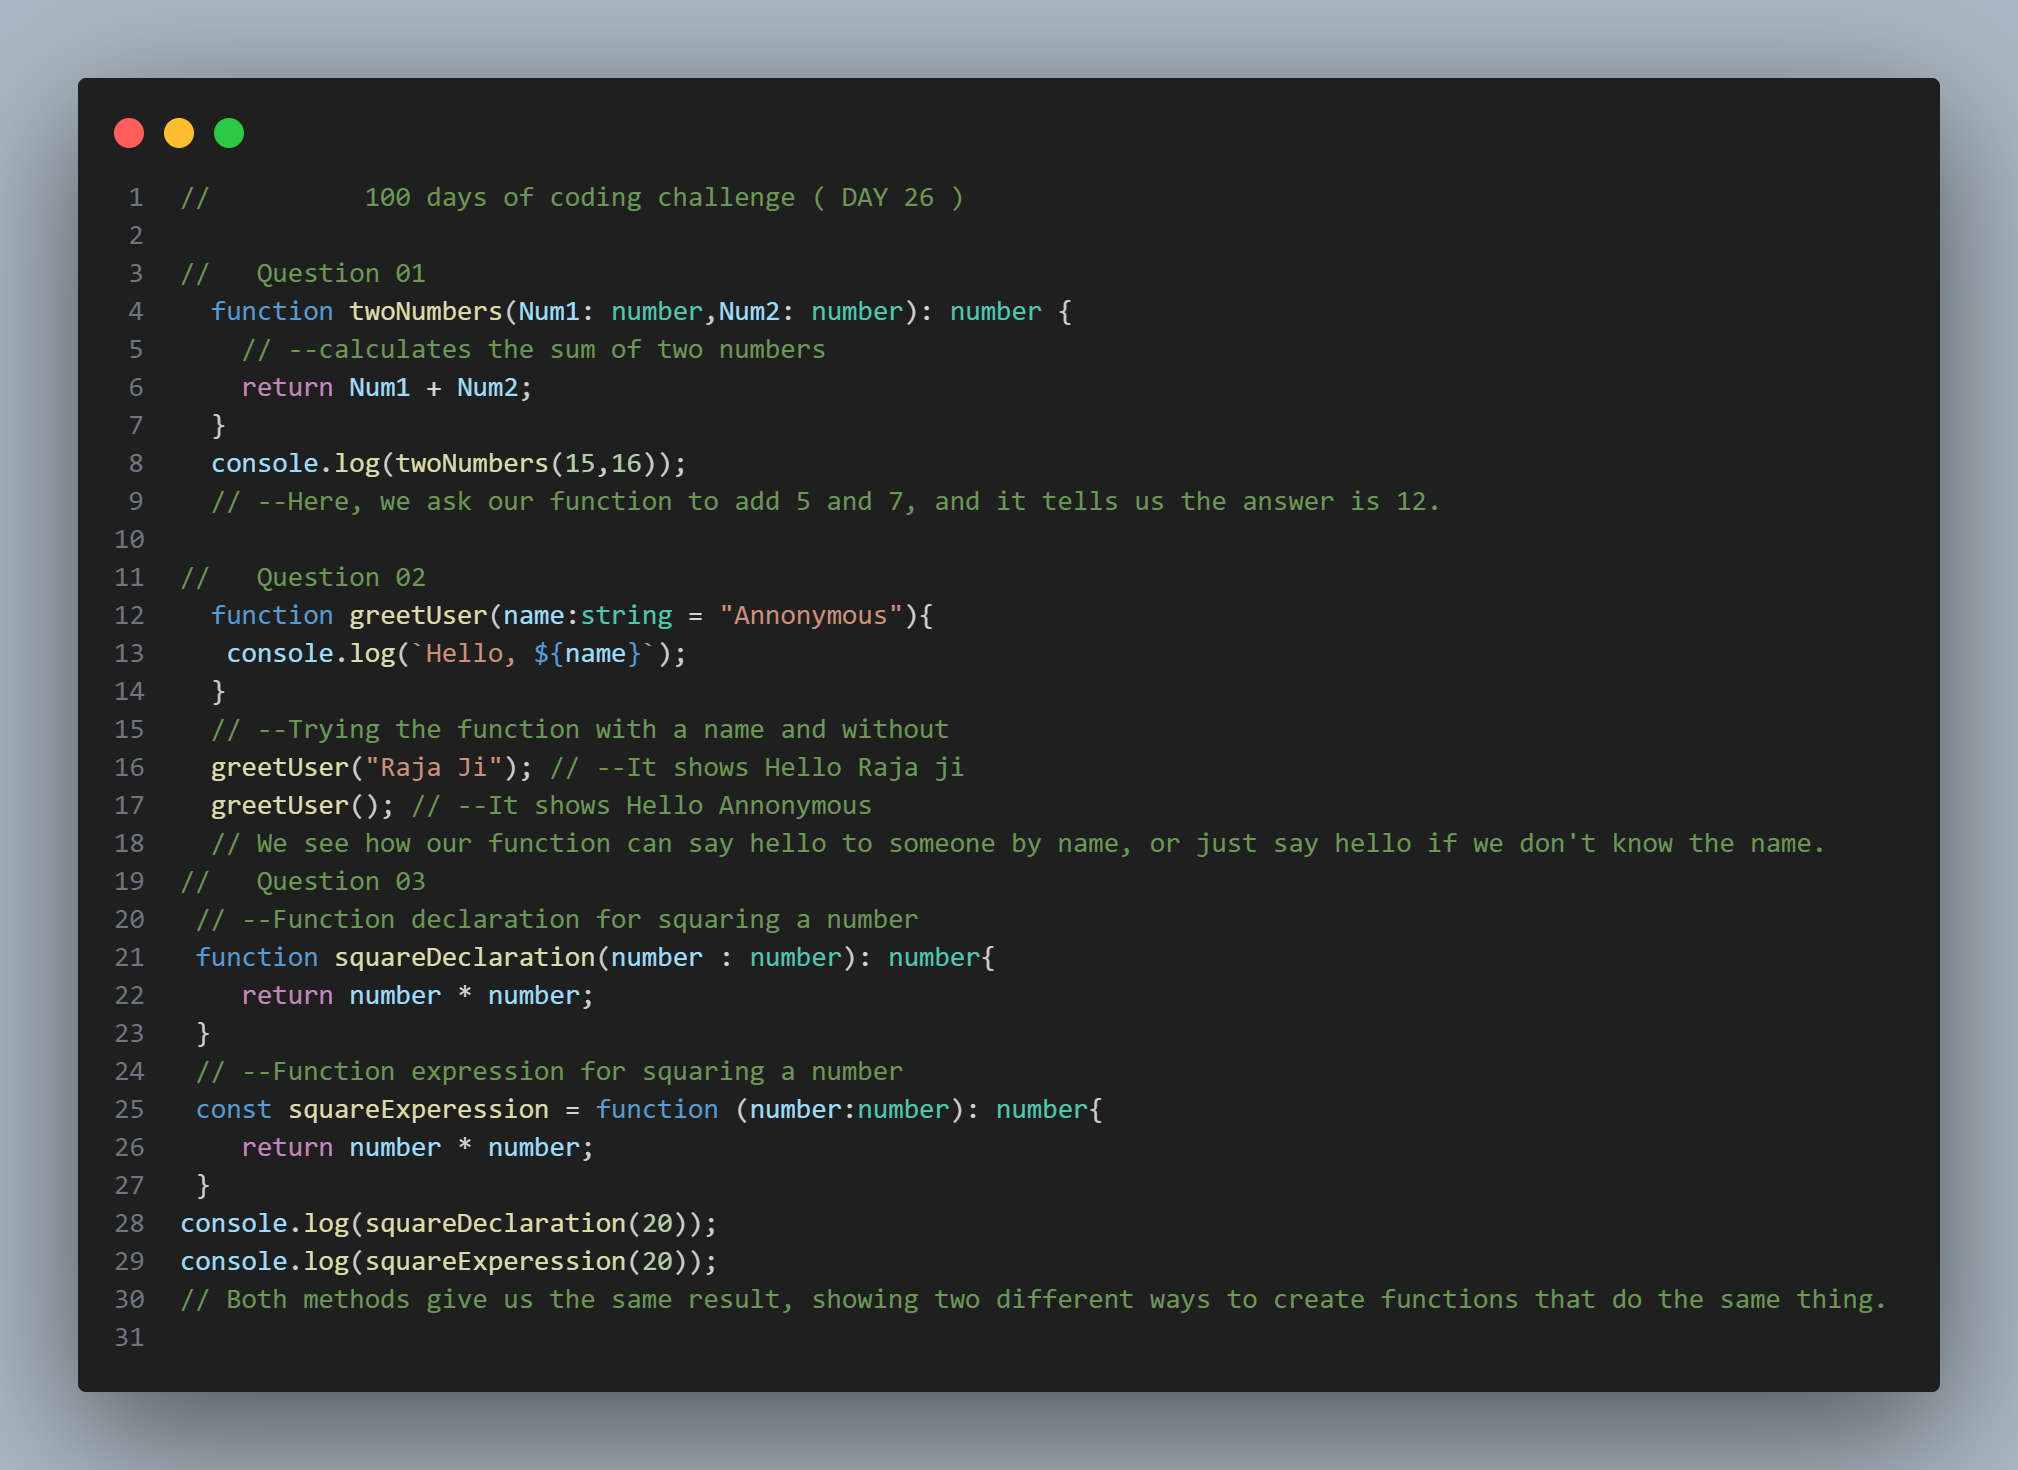 1 //          100 days of coding challenge ( DAY 26 )
2
3 //   Question 01
4   function twoNumbers(Num1: number,Num2: number): number {
5     // --calculates the sum of two numbers
6     return Num1 + Num2;
7   }
8   console.log(twoNumbers(15,16));
9   // --Here, we ask our function to add 5 and 7, and it tells us the answer is 12.
10
11 //   Question 02
12   function greetUser(name:string = "Annonymous"){
13    console.log(`Hello, ${name}`);
14   }
15   // --Trying the function with a name and without
16   greetUser("Raja Ji"); // --It shows Hello Raja ji
17   greetUser(); // --It shows Hello Annonymous
18   // We see how our function can say hello to someone by name, or just say hello if we don't know the name.
19 //   Question 03
20  // --Function declaration for squaring a number
21  function squareDeclaration(number : number): number{
22     return number * number;
23  }
24  // --Function expression for squaring a number
25  const squareExperession = function (number:number): number{
26     return number * number;
27  }
28 console.log(squareDeclaration(20));
29 console.log(squareExperession(20));
30 // Both methods give us the same result, showing two different ways to create functions that do the same thing.
31